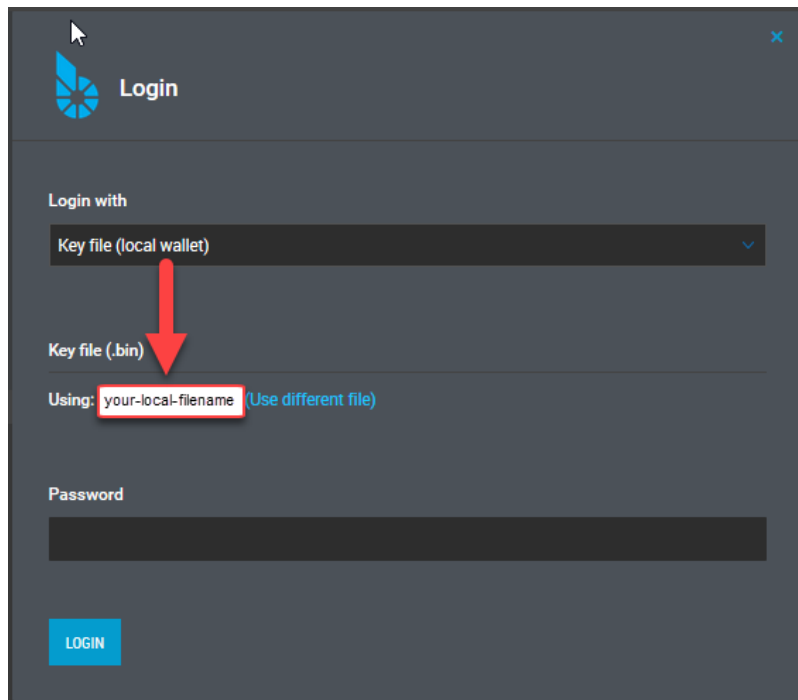 Login
Login with
Key file (local wallet)
Key file (.bin)
Using: your-local-filename (Use different file)
Password
LOGIN